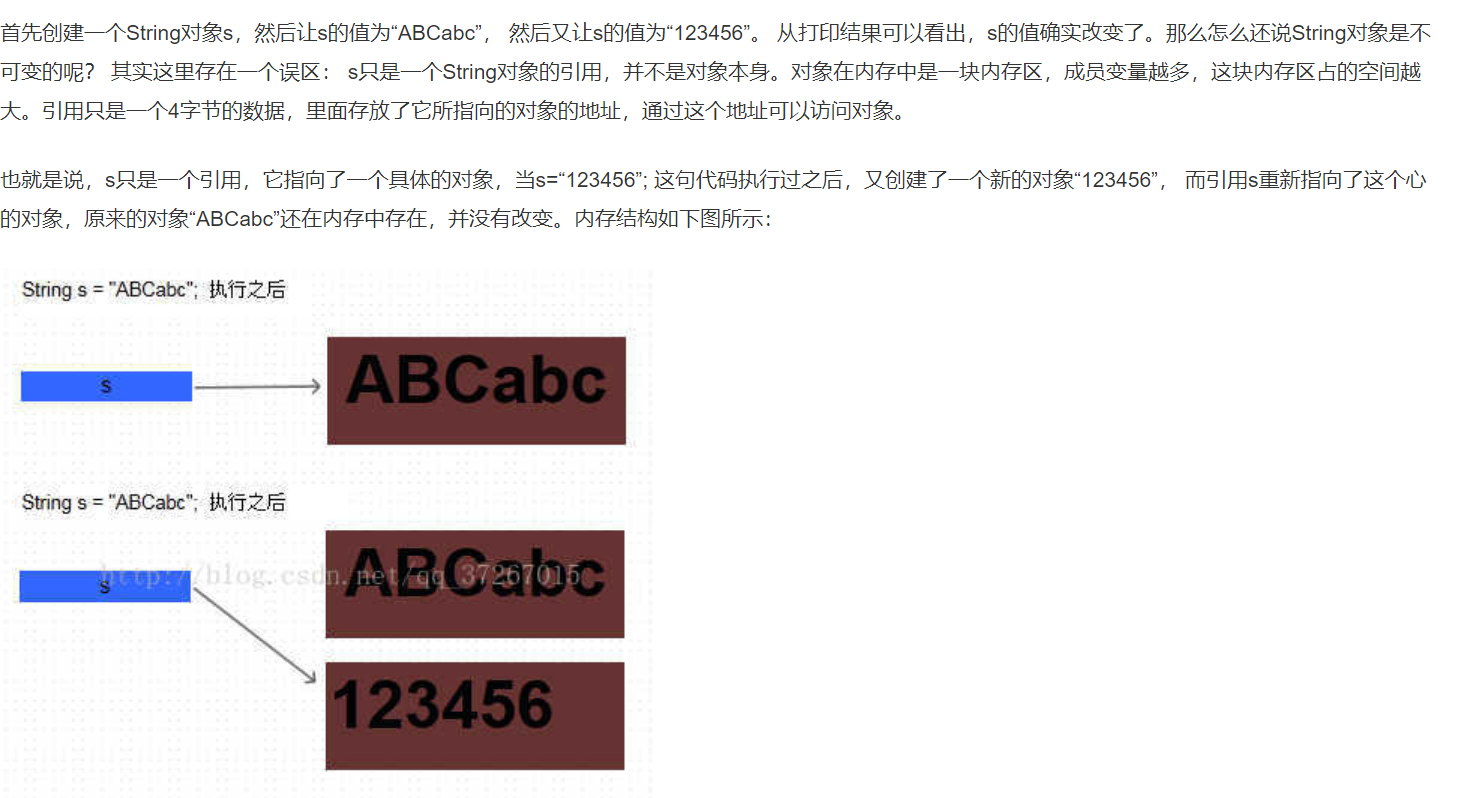 首先创建一个String对象s，然后让s的值为“ABCabc”， 然后又让s的值为“123456”。 从打印结果可以看出，s的值确实改变了。那么怎么还说String对象是不
可变的呢？ 其实这里存在一个误区： s只是一个String对象的引用，并不是对象本身。对象在内存中是一块内存区，成员变量越多，这块内存区占的空间越
大。引用只是一个4字节的数据，里面存放了它所指向的对象的地址，通过这个地址可以访问对象。
也就是说，s只是一个引用，它指向了一个具体的对象，当s=“123456”; 这句代码执行过之后，又创建了一个新的对象“123456”， 而引用s重新指向了这个心
的对象，原来的对象“ABCabc”还在内存中存在，并没有改变。内存结构如下图所示：
String s = "ABCabc"; 执行之后
s
ABCabc
String s = "ABCabc"; 执行之后
ABCabc
http://blog.csdn.net/qq_37267015
s
123456